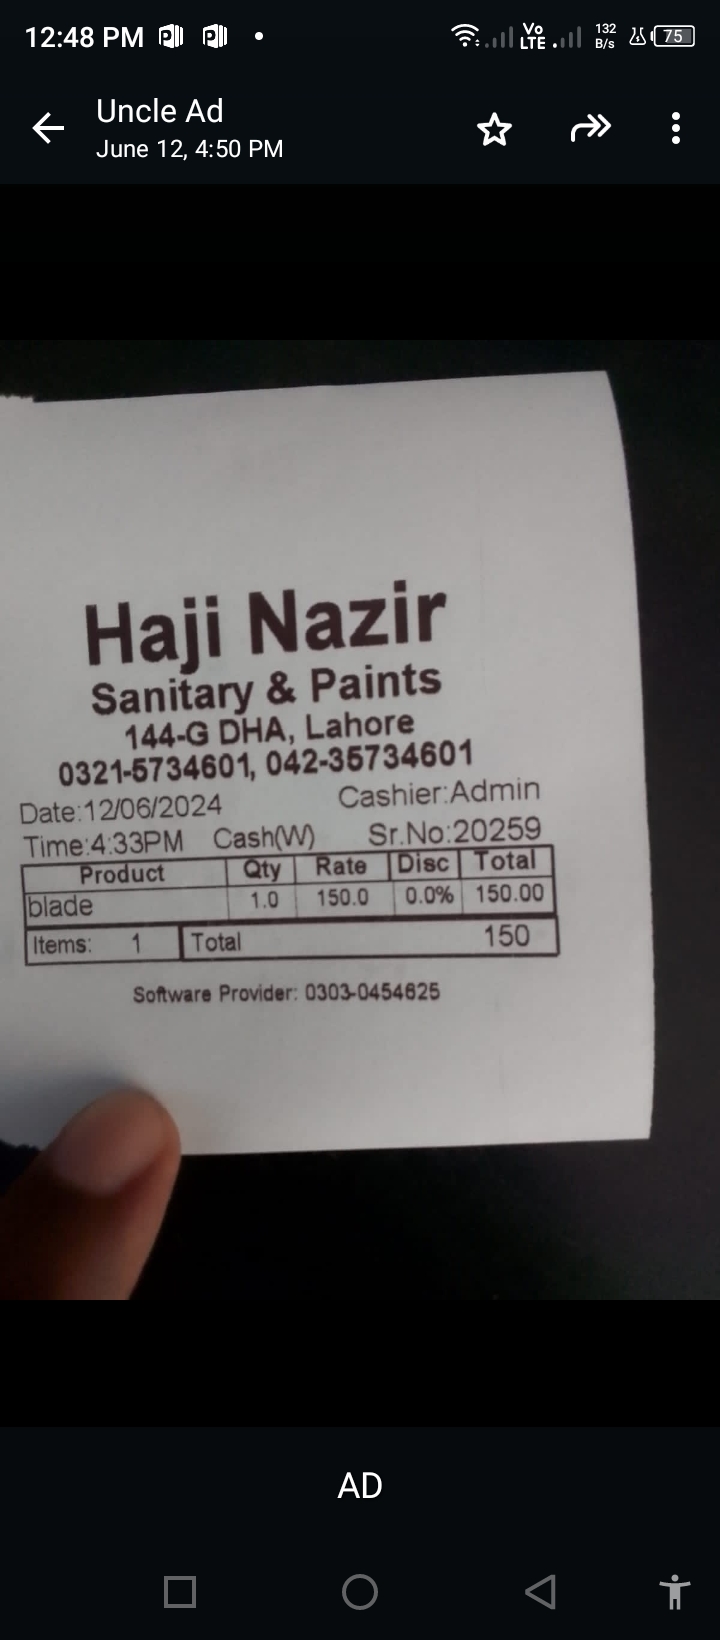 12:48 PM
Vo LTE
132 B/s
75
Uncle Ad
June 12, 4:50 PM
Haji Nazir
Sanitary & Paints
144-G DHA, Lahore
0321-5734601, 042-35734601
Date:12/06/2024 Cashier:Admin
Time:4:33PM Cash(W) Sr.No:20259
Product Qty Rate Disc Total
blade 1.0 150.0 0.0% 150.00
Items: 1 Total 150
Software Provider: 0303-0454625
AD